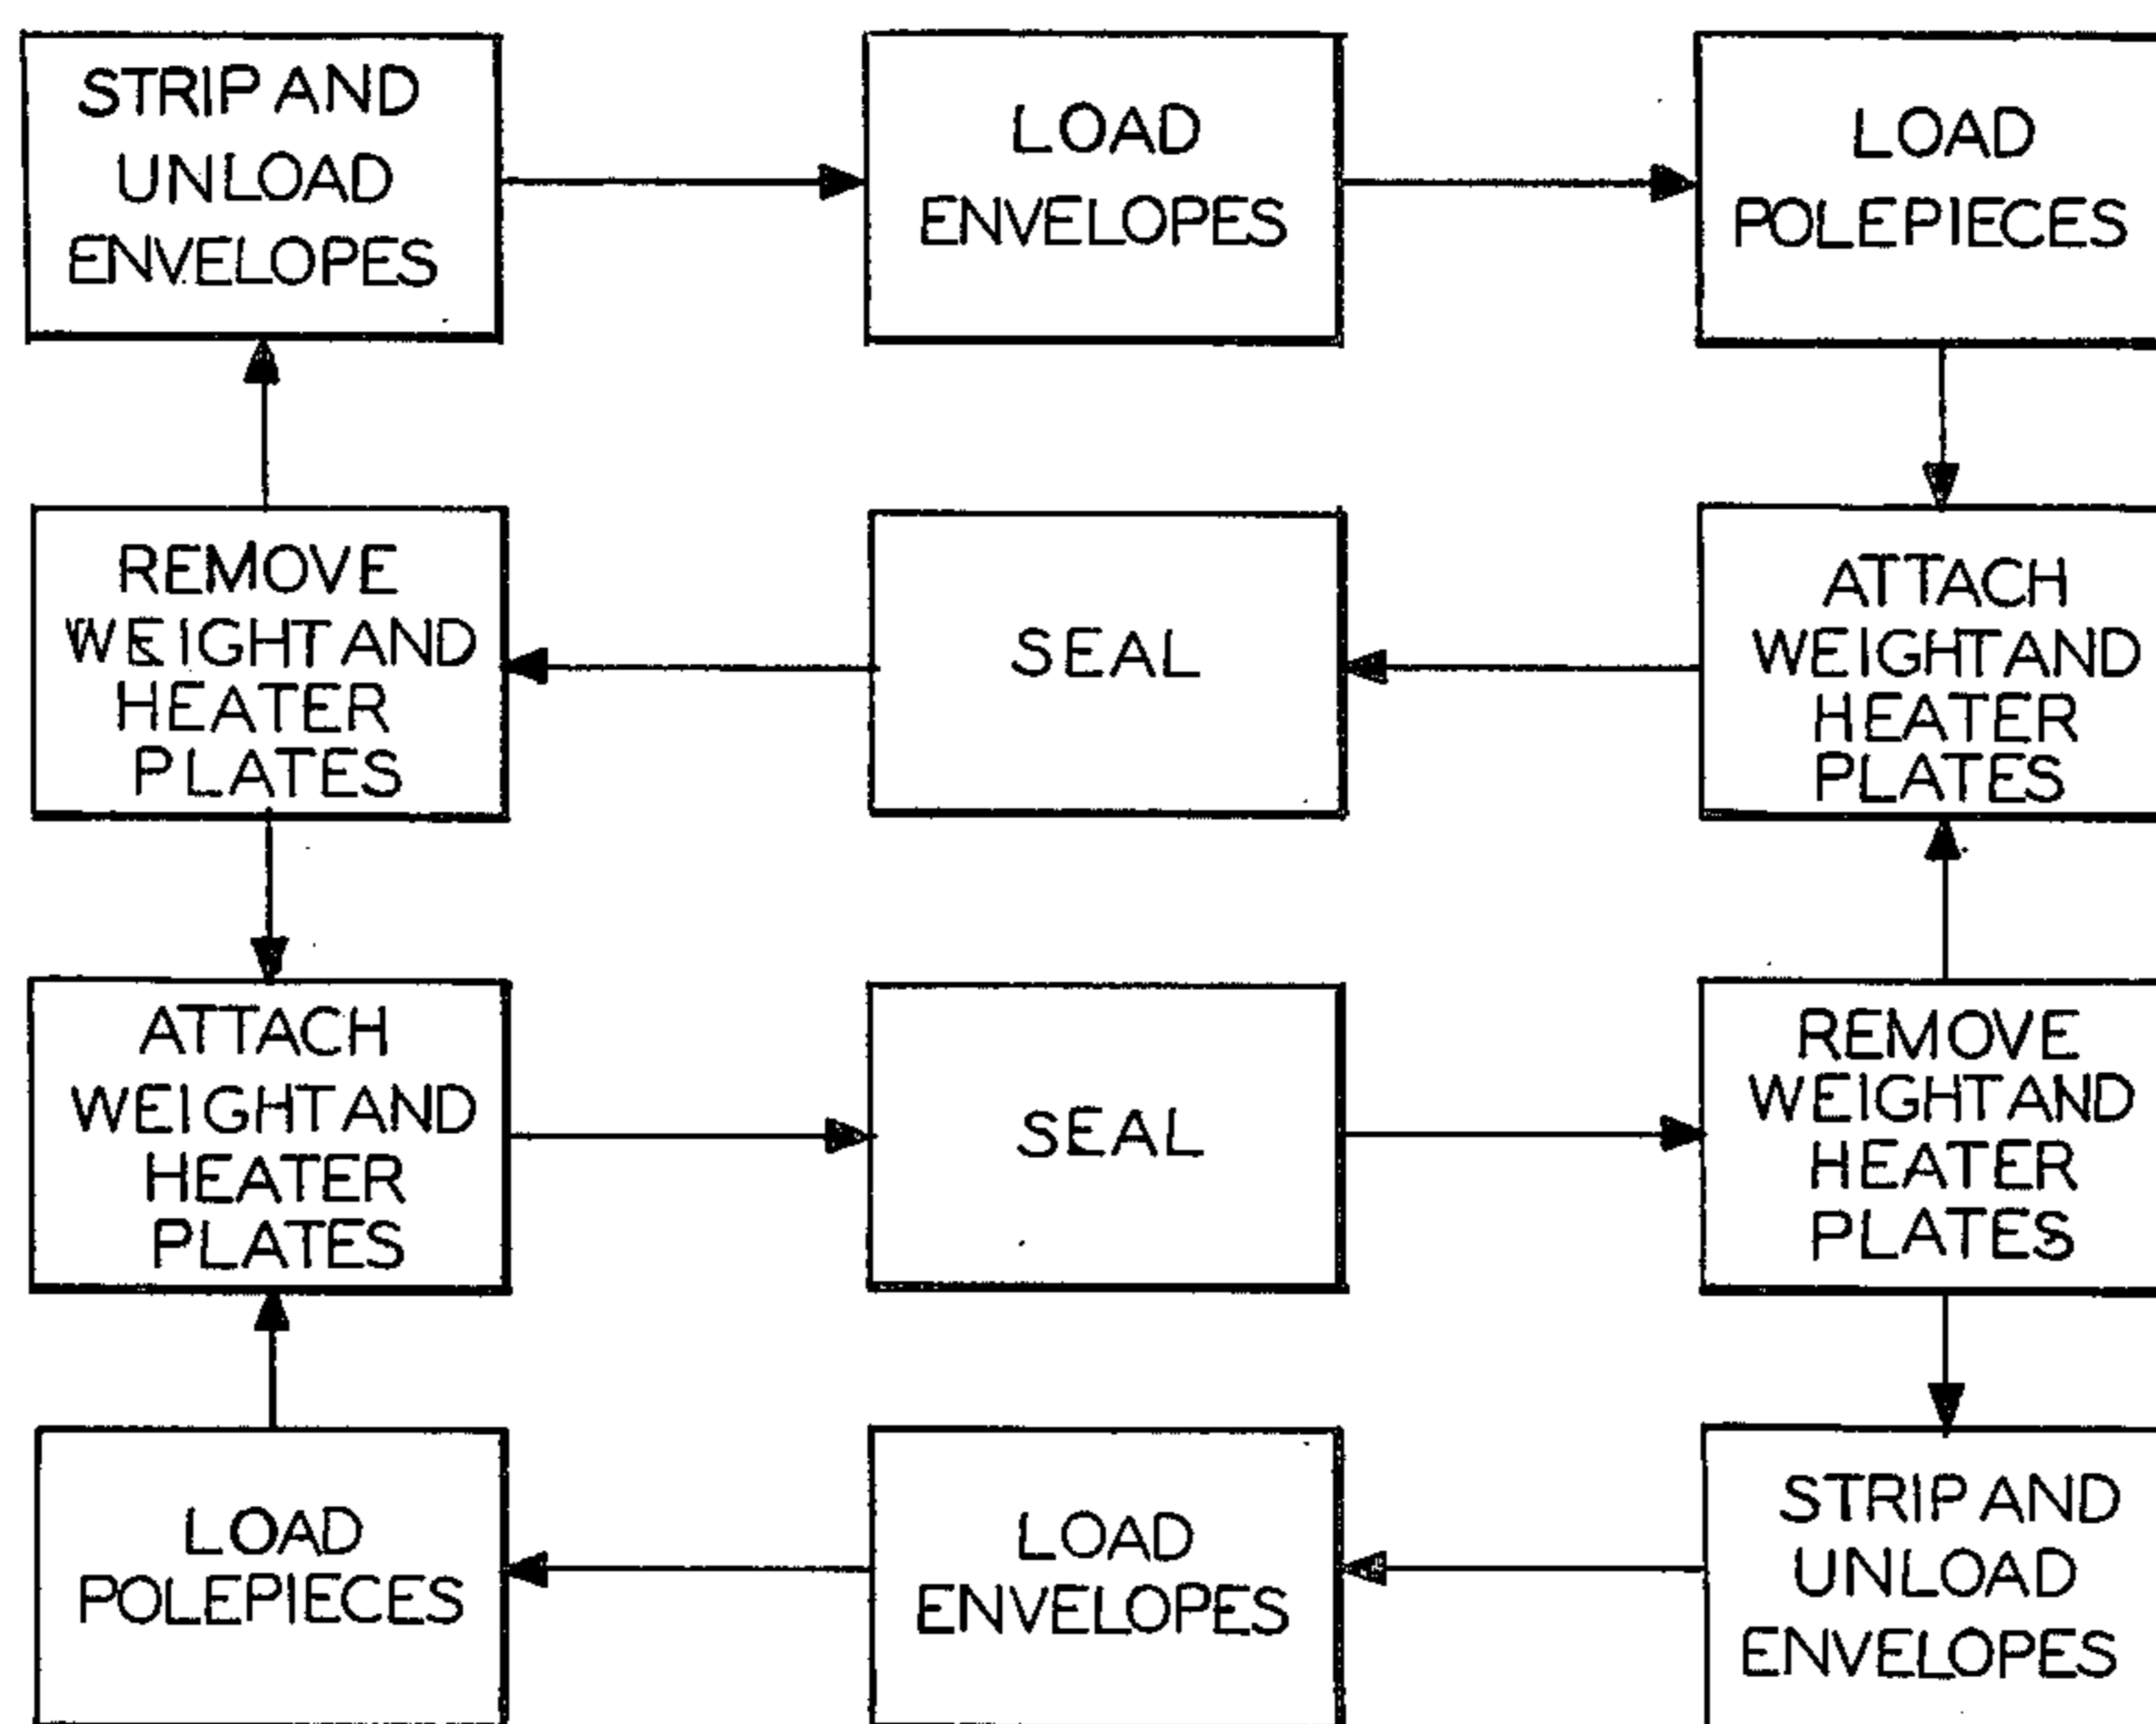 STRIP AND
UNLOAD
ENVELOPES
LOAD
ENVELOPES
LOAD
POLEPIECES
REMOVE
WEIGHT AND
HEATER
PLATES
SEAL
ATTACH
WEIGHT AND
HEATER
PLATES
ATTACH
WEIGHT AND
HEATER
PLATES
SEAL
REMOVE
WEIGHT AND
HEATER
PLATES
LOAD
POLEPIECES
LOAD
ENVELOPES
STRIP AND
UNLOAD
ENVELOPES